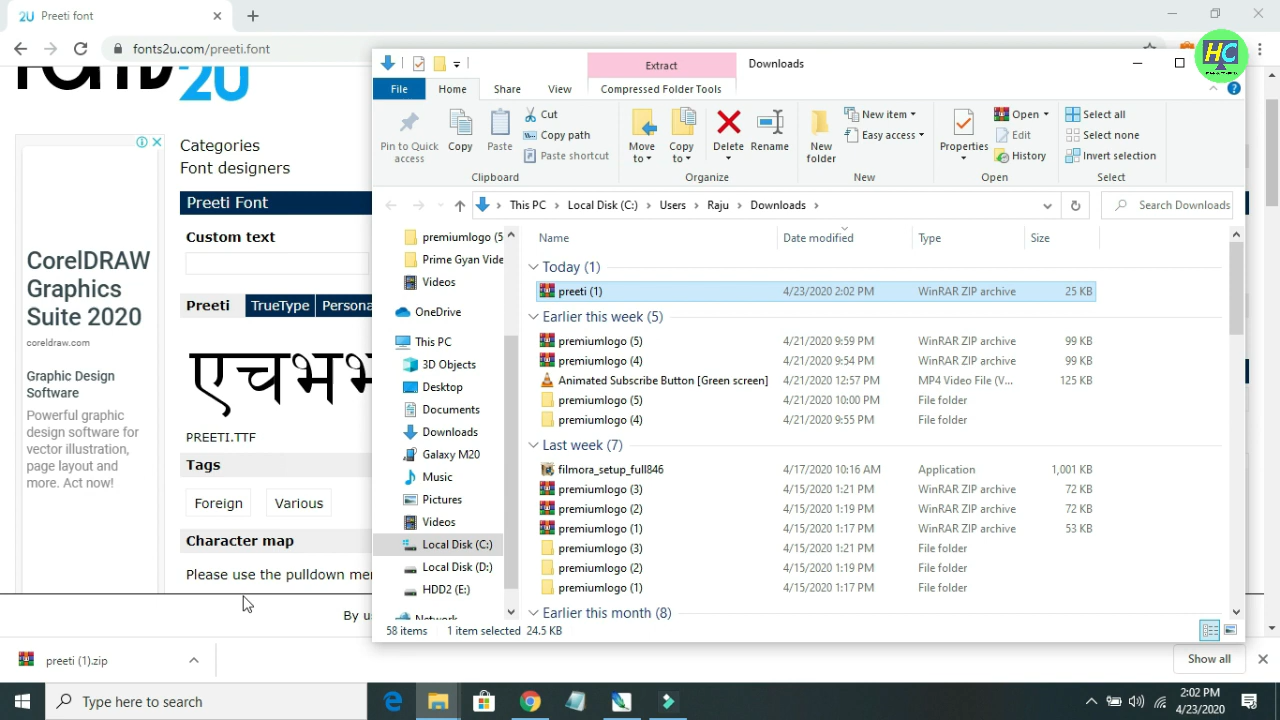 2U Preeti font
fonts2u.com/preeti.font
HC
2U
CorelDRAW
Graphics
Suite 2020
coreldraw.com
Graphic Design
Software
Powerful graphic
design software for
vector illustration,
page layout and
more. Act now!
Categories
Font designers
Preeti Font
Custom text
Preeti TrueType Persona
एचभभ
PREETI.TTF
Tags
Foreign Various
Character map
Please use the pulldown men
By us
preeti (1).zip
Show all
Extract Downloads
File Home Share View Compressed Folder Tools
Pin to Quick access
Copy
Paste
Cut
Copy path
Paste shortcut
Clipboard
Move to
Copy to
Delete
Rename
Organize
New folder
New item
Easy access
New
Properties
Open
Edit
History
Open
Select all
Select none
Invert selection
Select
This PC Local Disk (C:) Users Raju Downloads
Search Downloads
premiumlogo (5
Prime Gyan Vide
Videos
OneDrive
This PC
3D Objects
Desktop
Documents
Downloads
Galaxy M20
Music
Pictures
Videos
Local Disk (C:)
Local Disk (D:)
HDD2 (E:)
Network
Name Date modified Type Size
Today (1)
preeti (1) 4/23/2020 2:02 PM WinRAR ZIP archive 25 KB
Earlier this week (5)
premiumlogo (5) 4/21/2020 9:59 PM WinRAR ZIP archive 99 KB
premiumlogo (4) 4/21/2020 9:54 PM WinRAR ZIP archive 99 KB
Animated Subscribe Button [Green screen] 4/21/2020 12:57 PM MP4 Video File (V... 125 KB
premiumlogo (5) 4/21/2020 10:00 PM File folder
premiumlogo (4) 4/21/2020 9:55 PM File folder
Last week (7)
filmora_setup_full846 4/17/2020 10:16 AM Application 1,001 KB
premiumlogo (3) 4/15/2020 1:21 PM WinRAR ZIP archive 72 KB
premiumlogo (2) 4/15/2020 1:19 PM WinRAR ZIP archive 72 KB
premiumlogo (1) 4/15/2020 1:17 PM WinRAR ZIP archive 53 KB
premiumlogo (3) 4/15/2020 1:21 PM File folder
premiumlogo (2) 4/15/2020 1:19 PM File folder
premiumlogo (1) 4/15/2020 1:17 PM File folder
Earlier this month (8)
58 items 1 item selected 24.5 KB
Type here to search
2:02 PM
4/23/2020